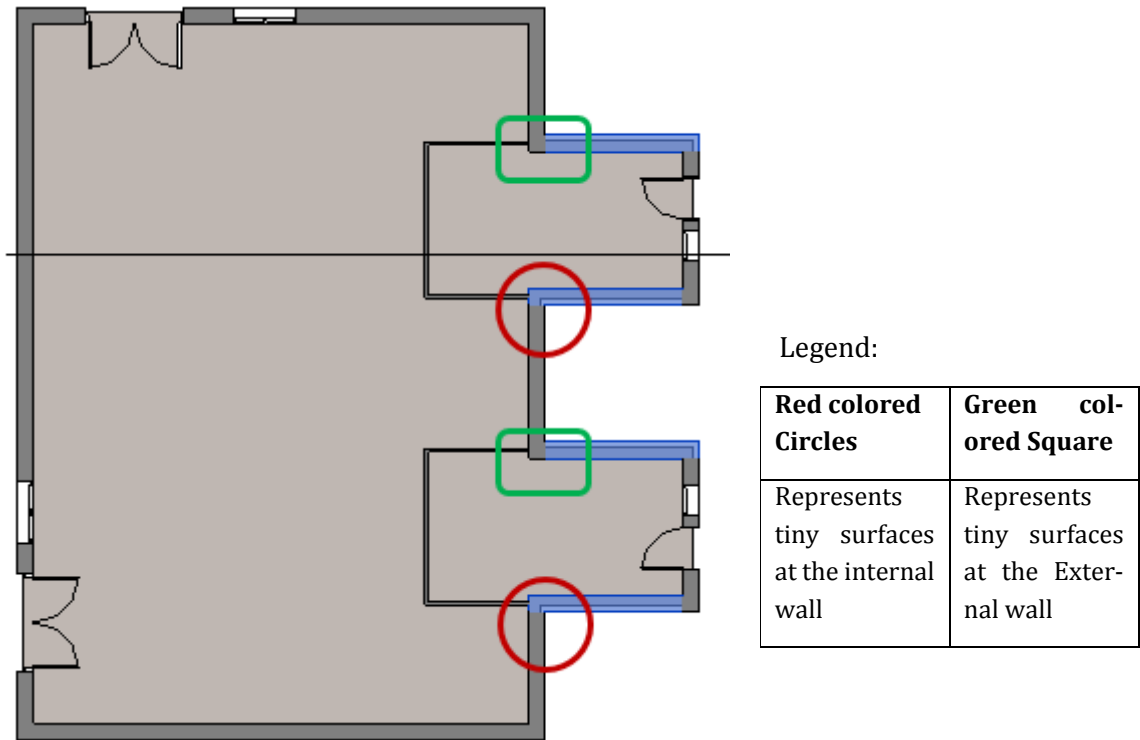 Legend:
Red colored
Circles
Green col-
ored Square
Represents
tiny surfaces
at the internal
wall
Represents
tiny surfaces
at the Exter-
nal wall